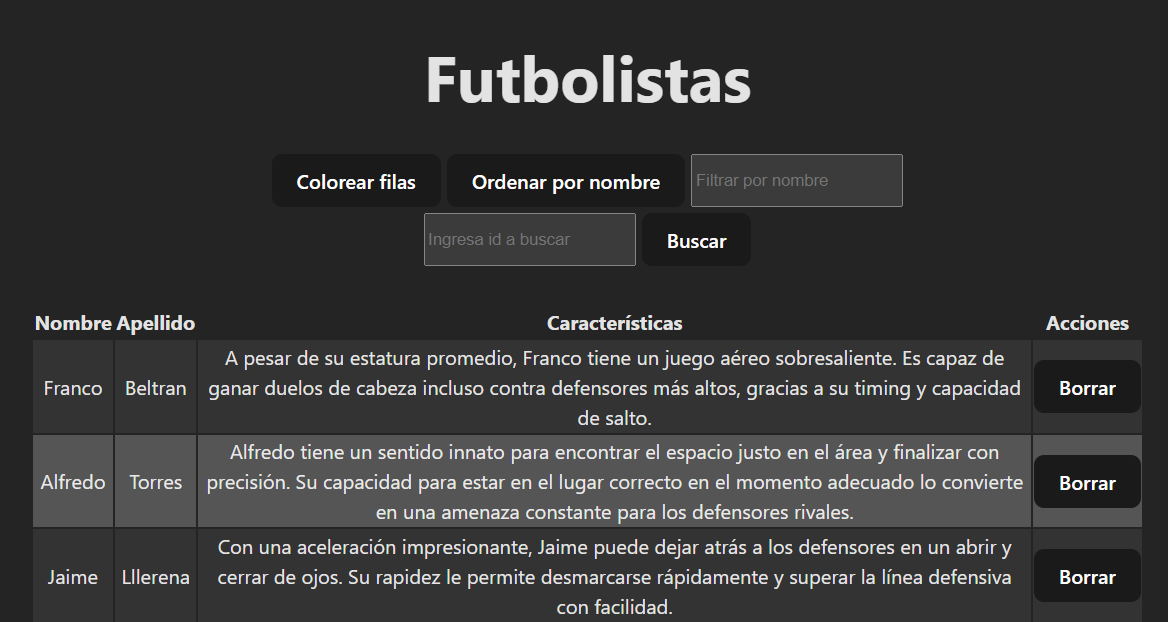 Futbolistas
Colorear filas Ordenar por nombre Filtrar por nombre
Ingresa id a buscar Buscar
Nombre Apellido Características Acciones
Franco Beltran
A pesar de su estatura promedio, Franco tiene un juego aéreo sobresaliente. Es capaz de
ganar duelos de cabeza incluso contra defensores más altos, gracias a su timing y capacidad
de salto.
Borrar
Alfredo Torres
Alfredo tiene un sentido innato para encontrar el espacio justo en el área y finalizar con
precisión. Su capacidad para estar en el lugar correcto en el momento adecuado lo convierte
en una amenaza constante para los defensores rivales.
Borrar
Jaime Lllerena
Con una aceleración impresionante, Jaime puede dejar atrás a los defensores en un abrir y
cerrar de ojos. Su rapidez le permite desmarcarse rápidamente y superar la línea defensiva
con facilidad.
Borrar